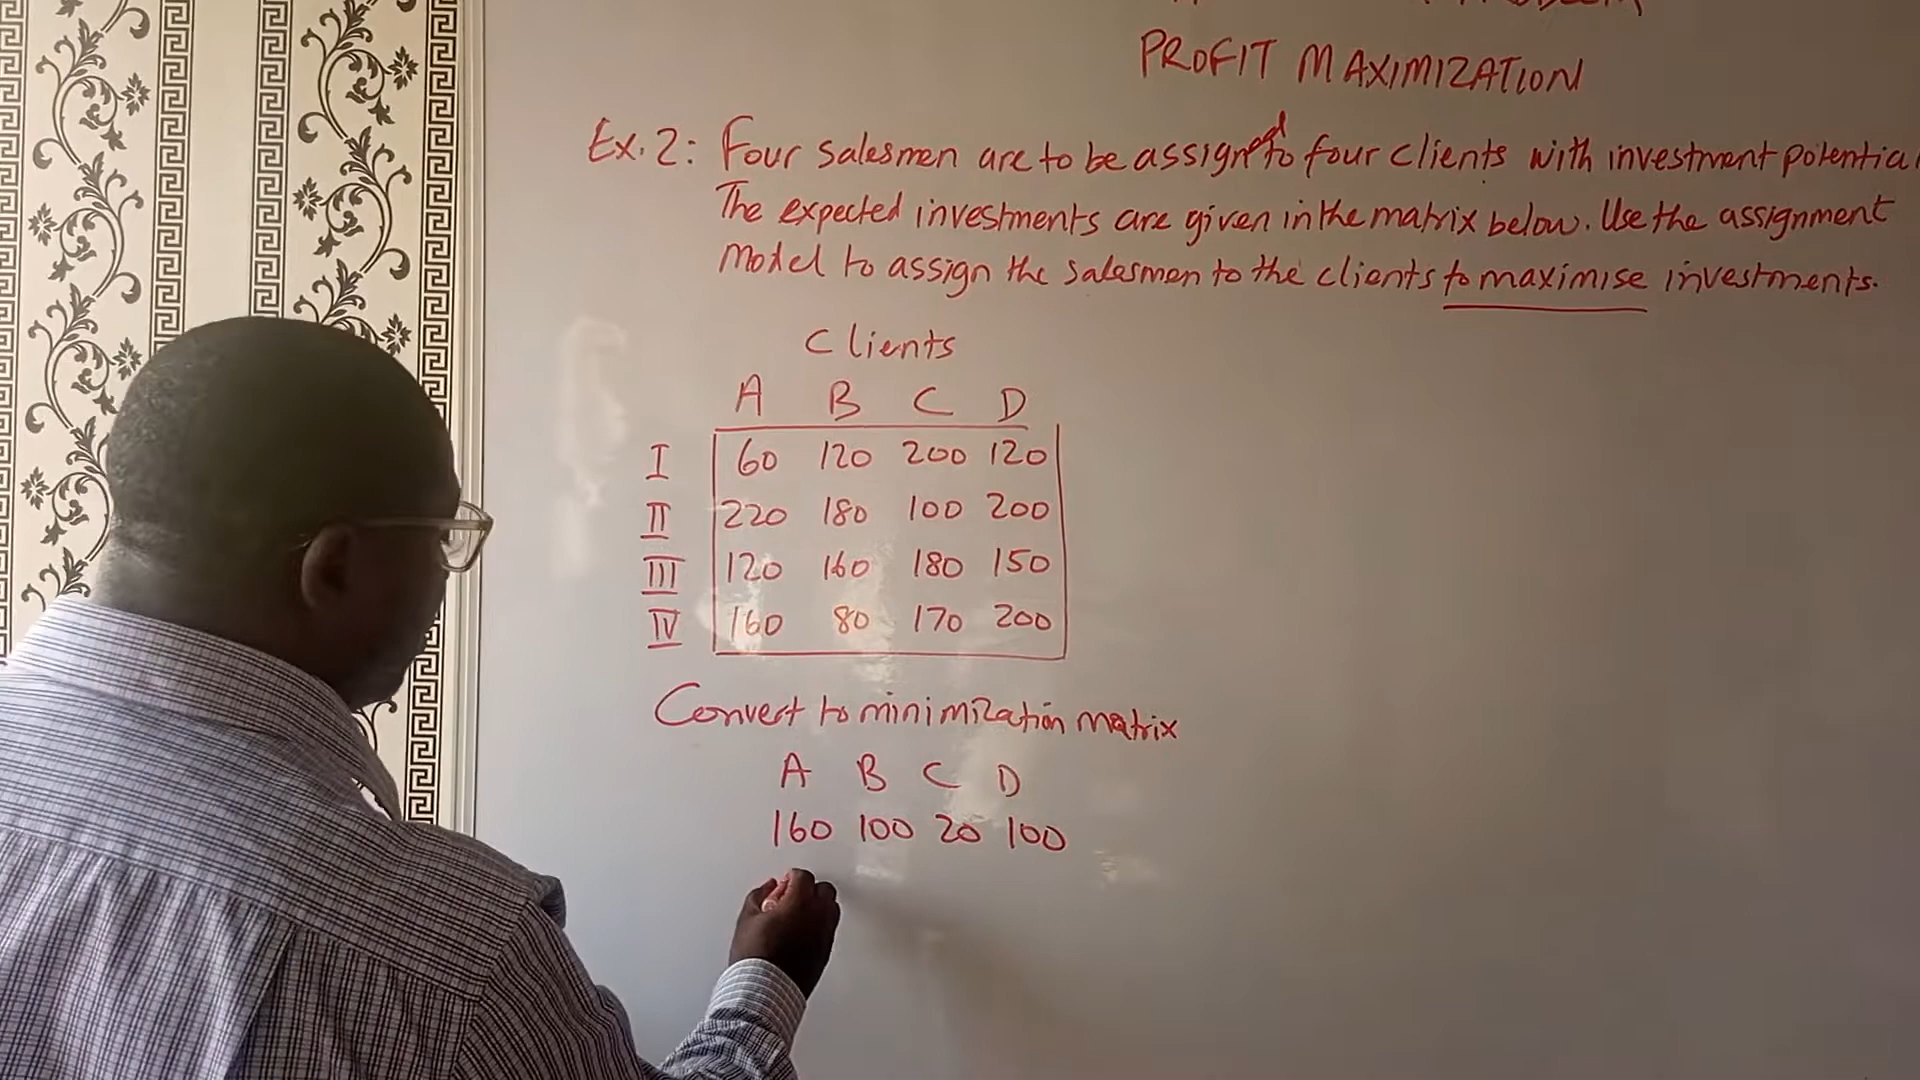 PROFIT MAXIMIZATION
Ex. 2: Four salesmen are to be assigned to four clients with investment potential
The expected investments are given in the matrix below. Use the assignment
model to assign the salesmen to the clients to maximise investments.
Clients
A B C D
I 60 120 200 120
II 220 180 100 200
III 120 160 180 150
IV 160 80 170 200
Convert to minimization matrix
A B C D
160 100 20 100